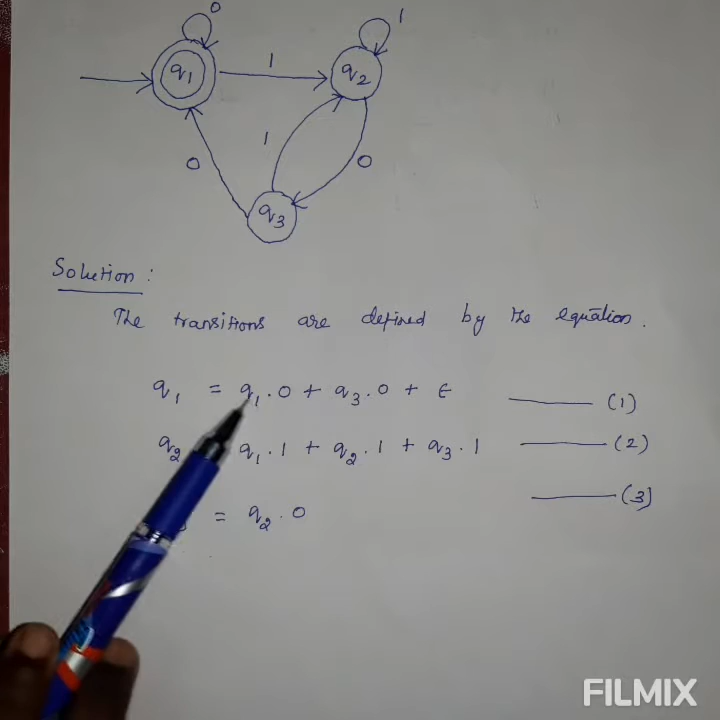 0
1
1
q1
q2
1
0
0
q3
Solution :
The transitions are defined by the equation.
q1 = q1 . 0 + q3 . 0 + ϵ (1)
q2 q1 . 1 + q2 . 1 + q3 . 1 (2)
(3)
= q2 . 0
FILMIX